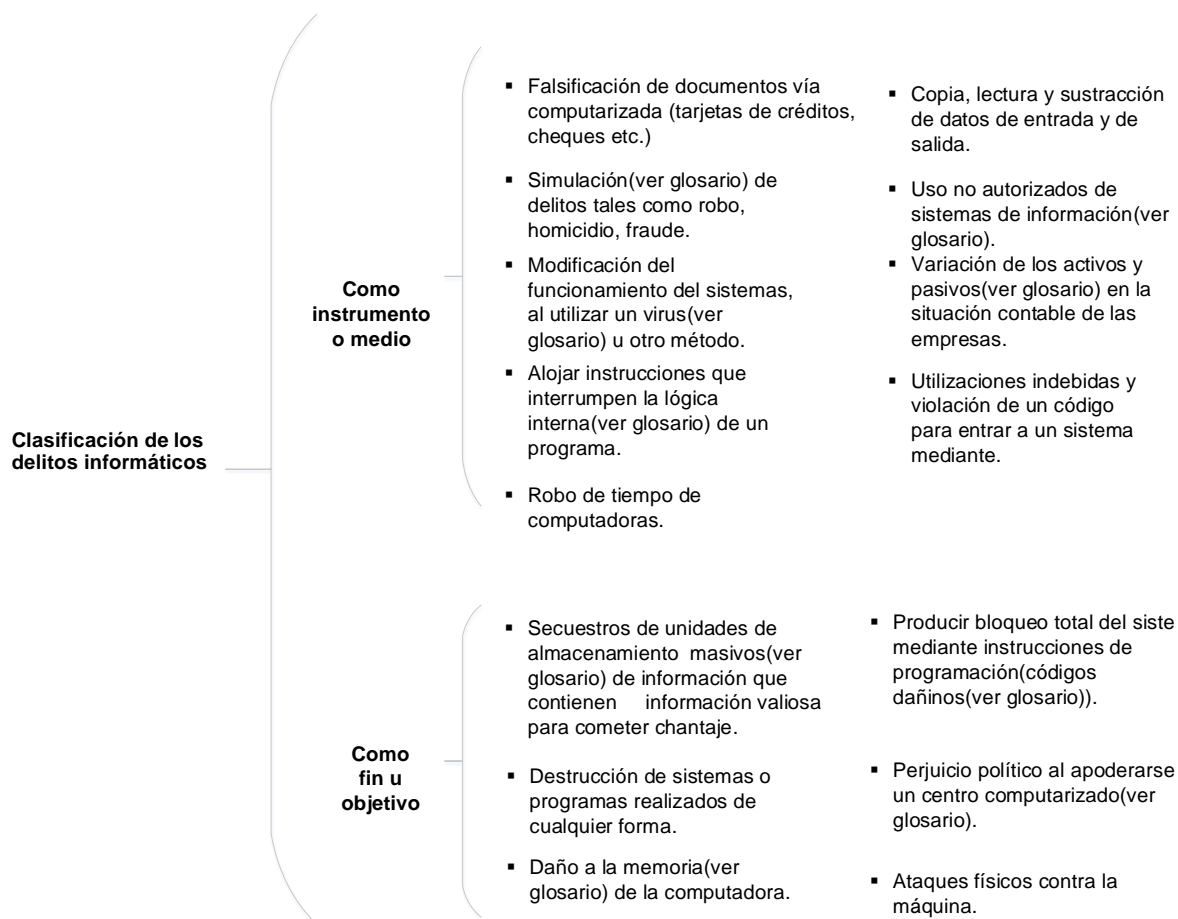 Clasificación de los
delitos informáticos
Como
instrumento
o medio
▪ Falsificación de documentos vía
computarizada (tarjetas de créditos,
cheques etc.)
▪ Simulación(ver glosario) de
delitos tales como robo,
homicidio, fraude.
▪ Modificación del
funcionamiento del sistemas,
al utilizar un virus(ver
glosario) u otro método.
▪ Alojar instrucciones que
interrumpen la lógica
interna(ver glosario) de un
programa.
▪ Robo de tiempo de
computadoras.
▪ Copia, lectura y sustracción
de datos de entrada y de
salida.
▪ Uso no autorizados de
sistemas de información(ver
glosario).
▪ Variación de los activos y
pasivos(ver glosario) en la
situación contable de las
empresas.
▪ Utilizaciones indebidas y
violación de un código
para entrar a un sistema
mediante.
Como
fin u
objetivo
▪ Secuestros de unidades de
almacenamiento masivos(ver
glosario) de información que
contienen información valiosa
para cometer chantaje.
▪ Destrucción de sistemas o
programas realizados de
cualquier forma.
▪ Daño a la memoria(ver
glosario) de la computadora.
▪ Producir bloqueo total del siste
mediante instrucciones de
programación(códigos
dañinos(ver glosario)).
▪ Perjuicio político al apoderarse
un centro computarizado(ver
glosario).
▪ Ataques físicos contra la
máquina.